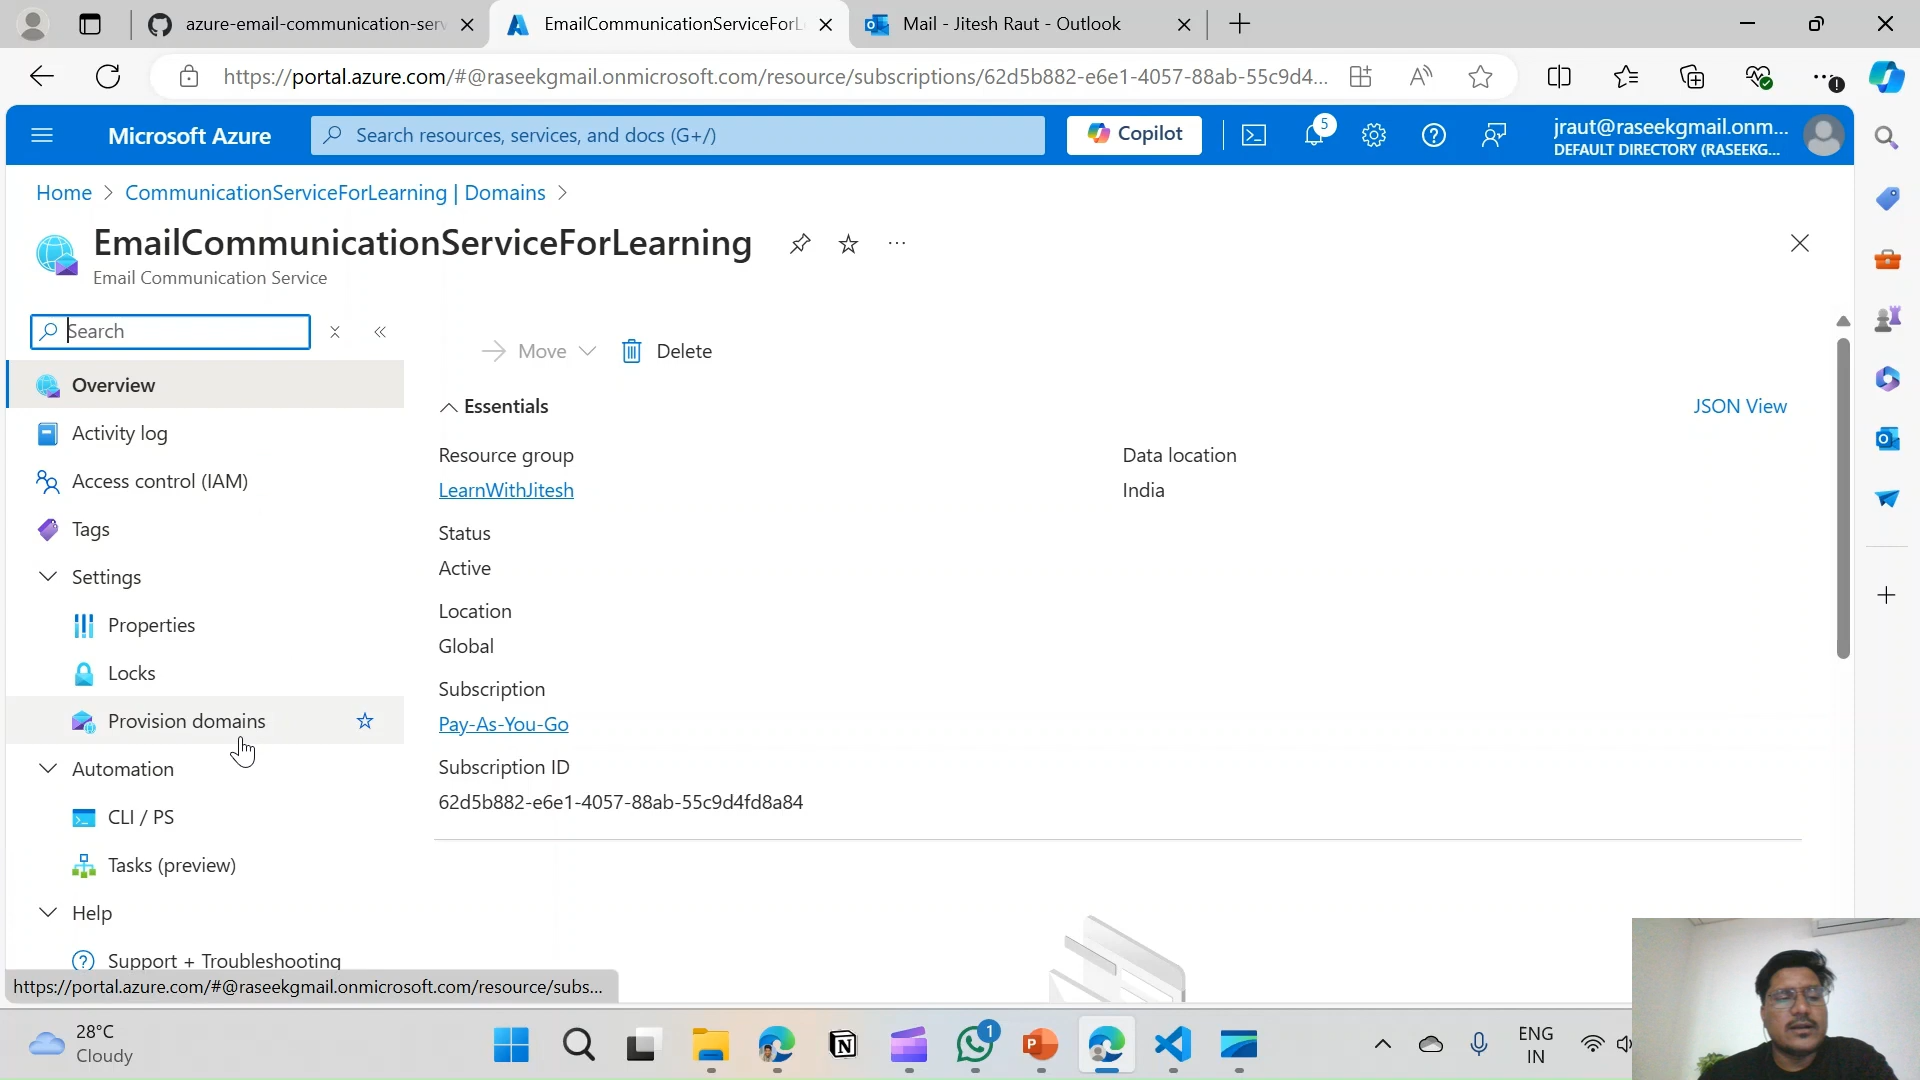 azure-email-communication-serv
EmailCommunicationServiceForL
Mail - Jitesh Raut - Outlook
https://portal.azure.com/#@raseekgmail.onmicrosoft.com/resource/subscriptions/62d5b882-e6e1-4057-88ab-55c9d4...
Microsoft Azure
Search resources, services, and docs (G+/)
Copilot
5
jraut@raseekgmail.onm...
DEFAULT DIRECTORY (RASEEKG...
Home > CommunicationServiceForLearning | Domains >
EmailCommunicationServiceForLearning
Email Communication Service
Search
Move
Delete
Overview
Activity log
Access control (IAM)
Tags
Settings
Properties
Locks
Provision domains
Automation
CLI / PS
Tasks (preview)
Help
Support + Troubleshooting
Essentials
JSON View
Resource group
LearnWithJitesh
Data location
India
Status
Active
Location
Global
Subscription
Pay-As-You-Go
Subscription ID
62d5b882-e6e1-4057-88ab-55c9d4fd8a84
https://portal.azure.com/#@raseekgmail.onmicrosoft.com/resource/subs...
28°C
Cloudy
1
ENG
IN